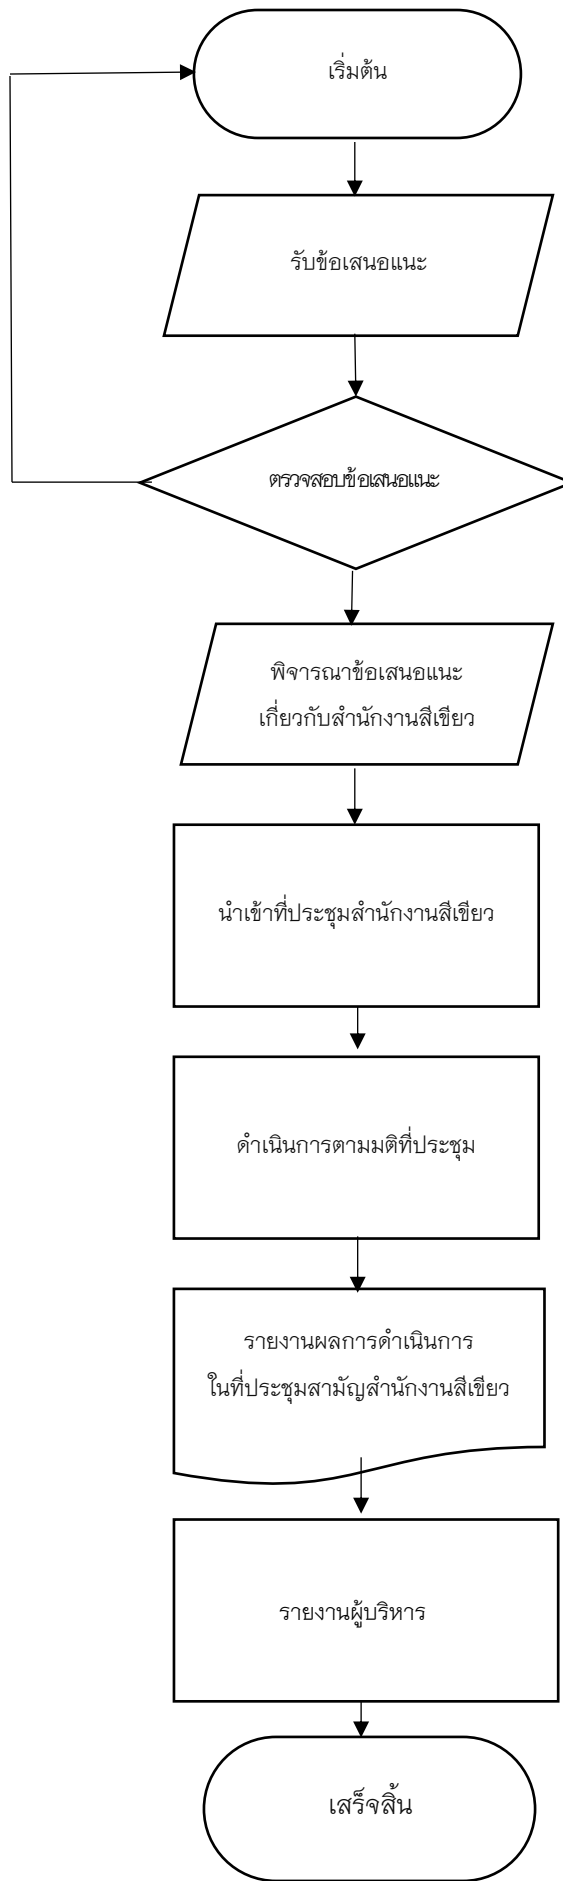 เริ่มต้น
รับข้อเสนอแนะ
ตรวจสอบข้อเสนอแนะ
พิจารณาข้อเสนอแนะ
เกี่ยวกับสำนักงานสีเขียว
นำเข้าที่ประชุมสำนักงานสีเขียว
ดำเนินการตามมติที่ประชุม
รายงานผลการดำเนินการ
ในที่ประชุมสามัญสำนักงานสีเขียว
รายงานผู้บริหาร
เสร็จสิ้น